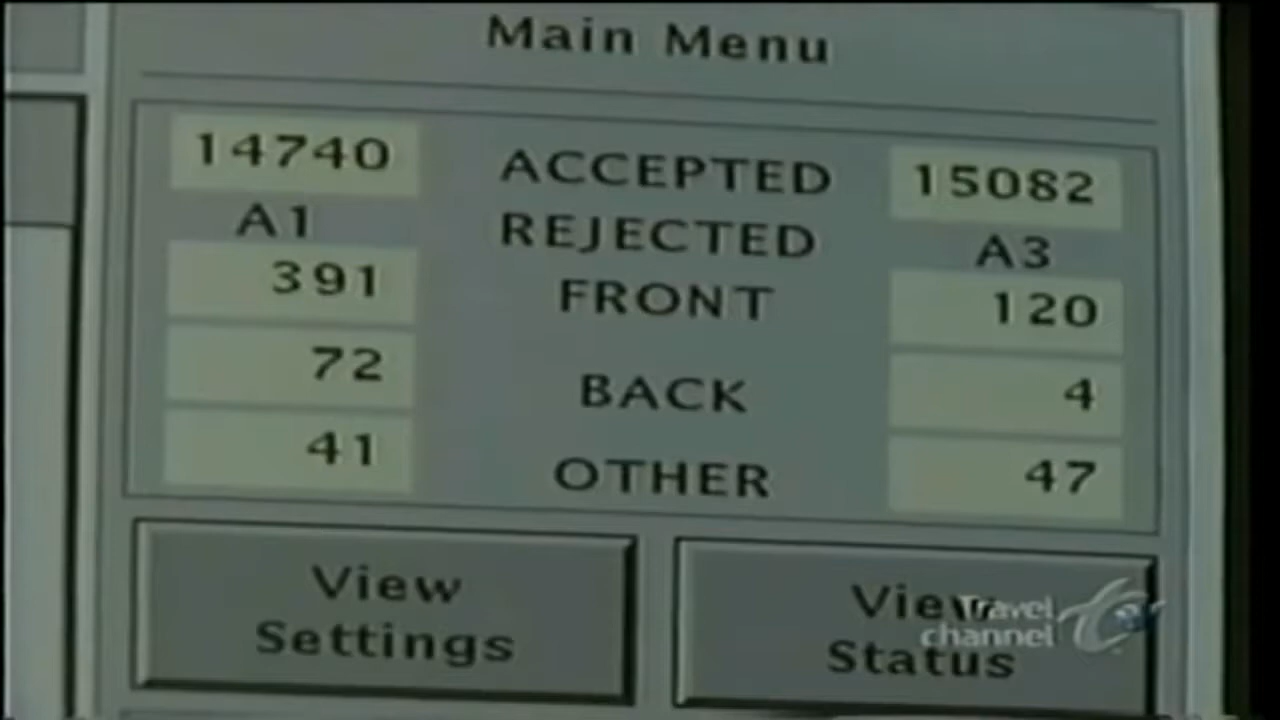 Main Menu
14740 ACCEPTED 15082
A1 REJECTED A3
391 FRONT 120
72 BACK 4
41 OTHER 47
View
Settings
View
Status
Travel
channel